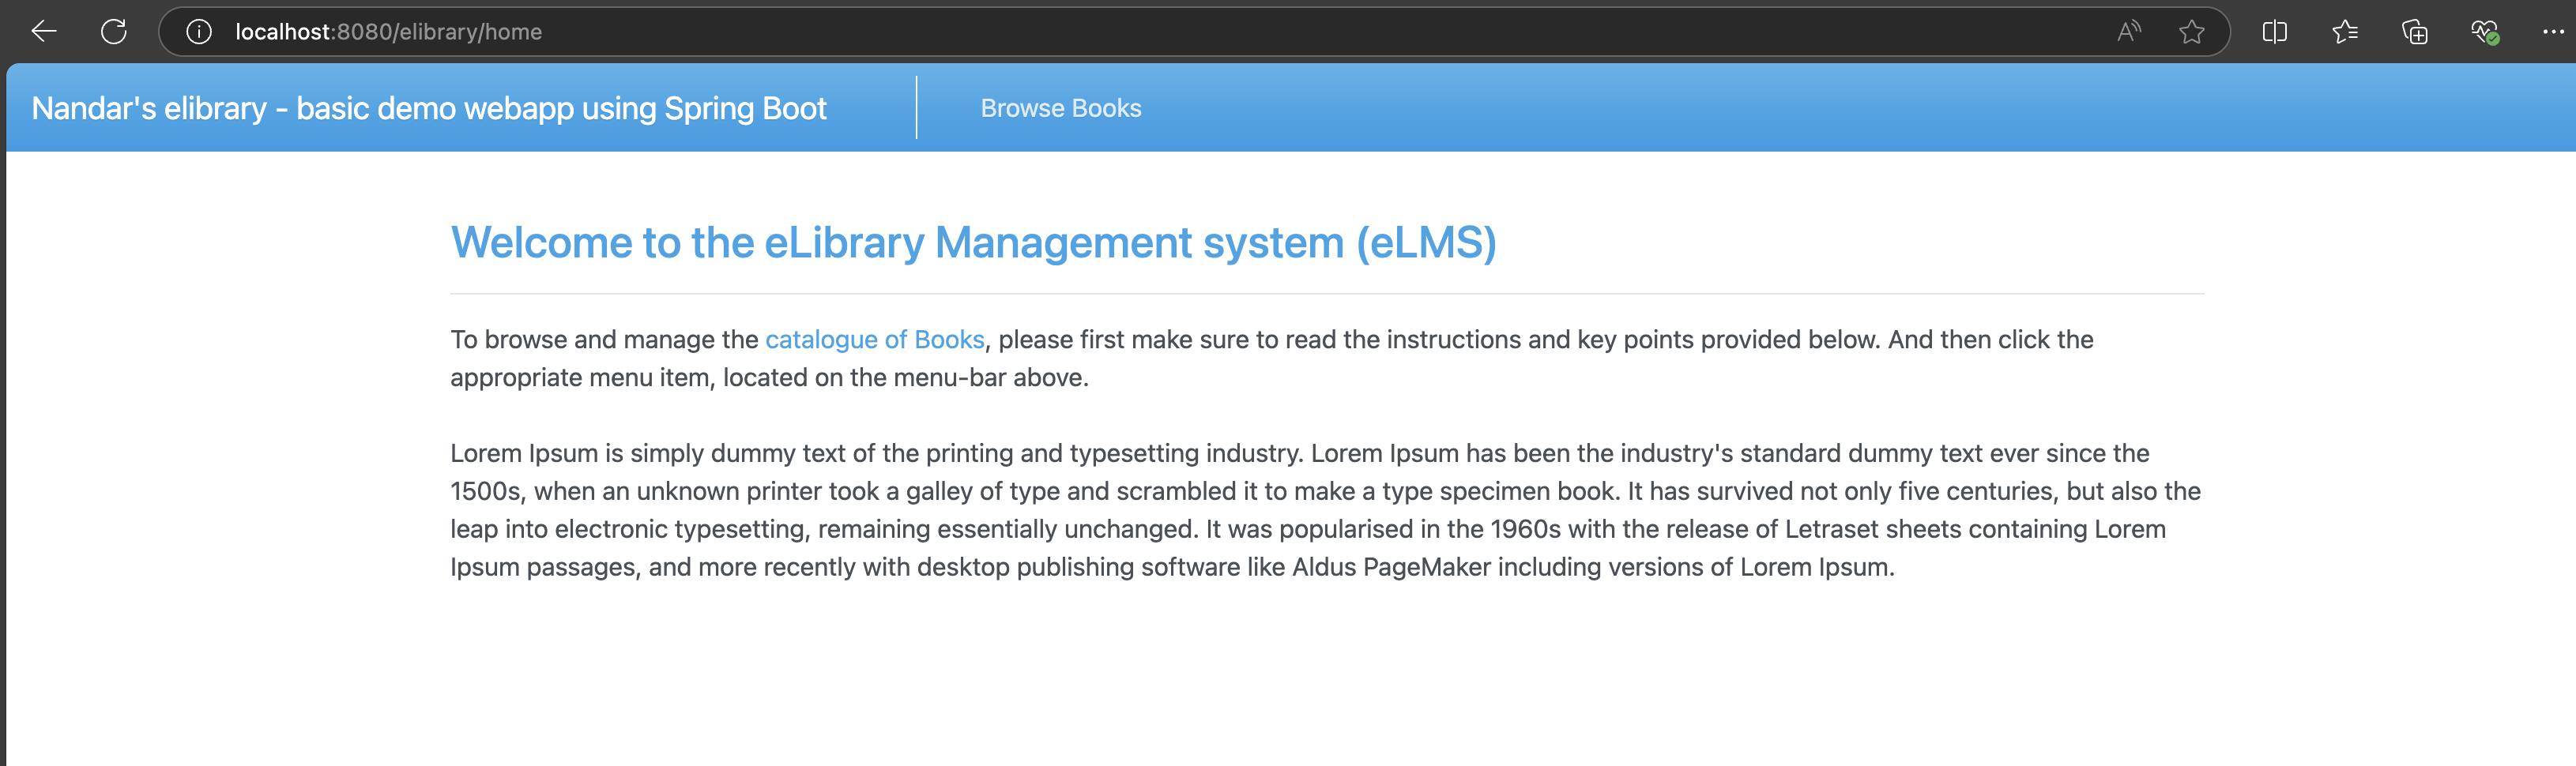 localhost:8080/elibrary/home
Nandar's elibrary - basic demo webapp using Spring Boot
Browse Books
Welcome to the eLibrary Management system (eLMS)
To browse and manage the catalogue of Books, please first make sure to read the instructions and key points provided below. And then click the
appropriate menu item, located on the menu-bar above.
Lorem Ipsum is simply dummy text of the printing and typesetting industry. Lorem Ipsum has been the industry's standard dummy text ever since the
1500s, when an unknown printer took a galley of type and scrambled it to make a type specimen book. It has survived not only five centuries, but also the
leap into electronic typesetting, remaining essentially unchanged. It was popularised in the 1960s with the release of Letraset sheets containing Lorem
Ipsum passages, and more recently with desktop publishing software like Aldus PageMaker including versions of Lorem Ipsum.